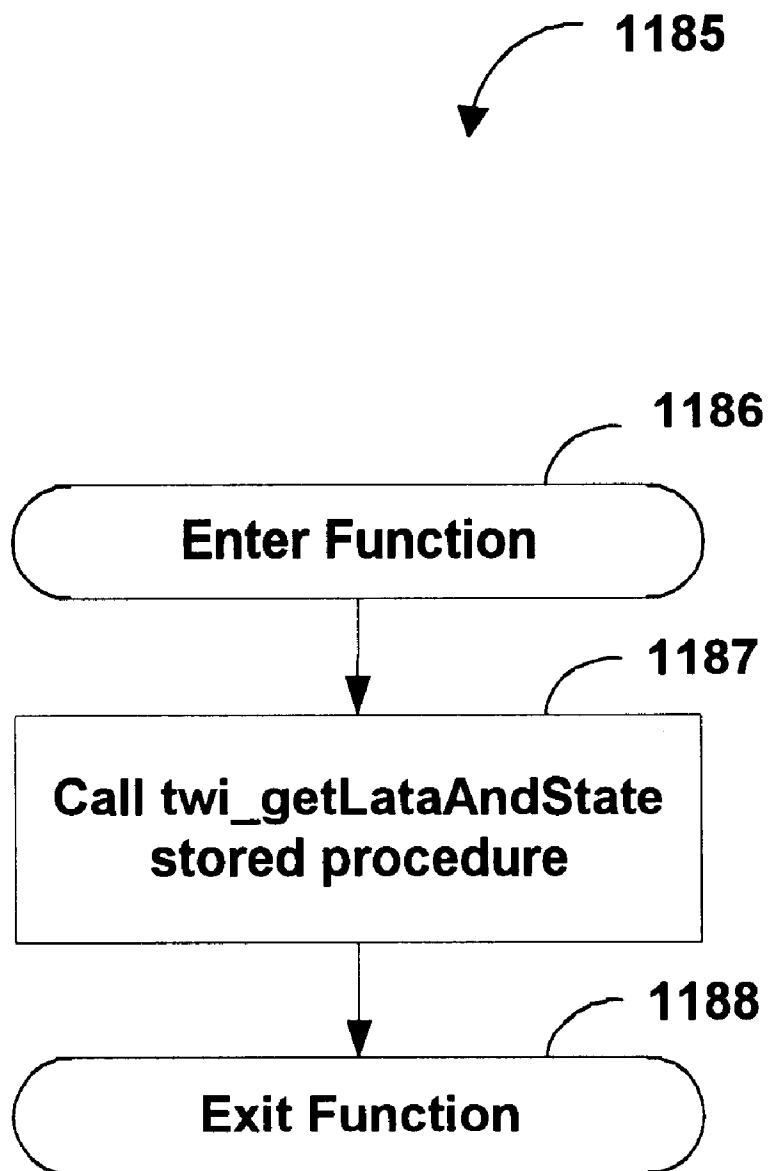 1185
1186
Enter Function
1187
Call twi_getLataAndState
stored procedure
1188
Exit Function